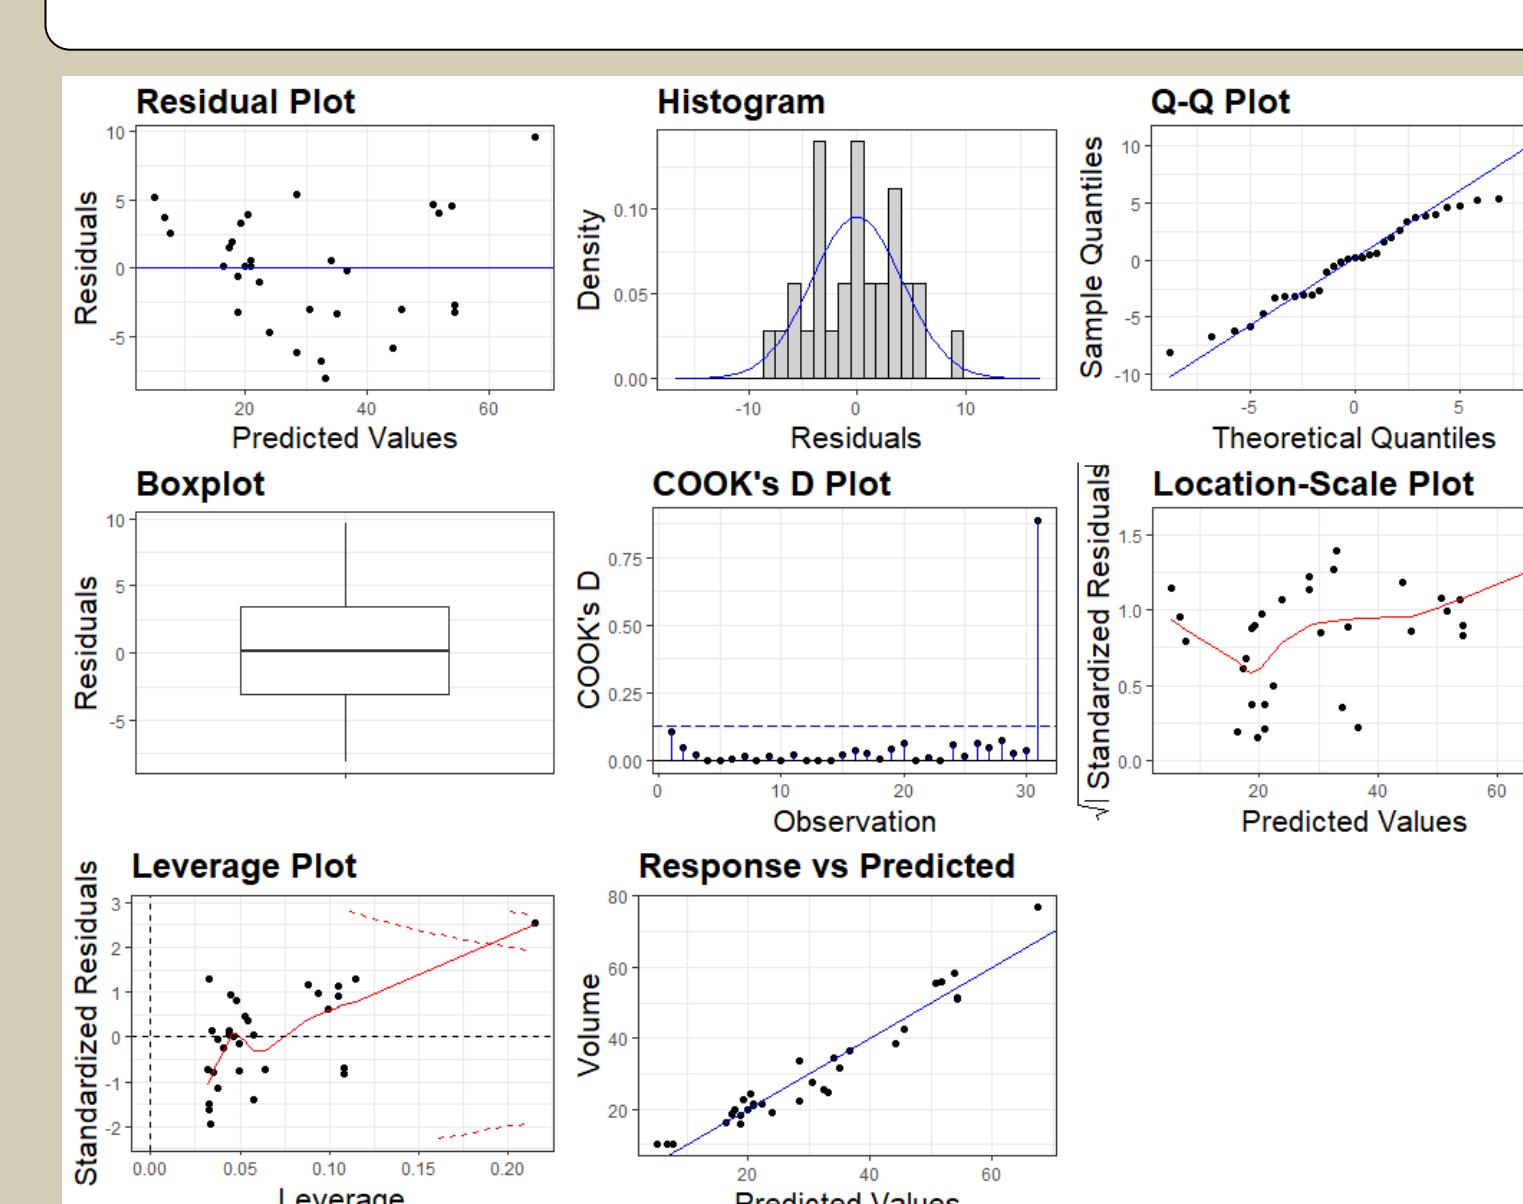 Residual Plot
Residuals
10
5
0
-5
20 40 60
Predicted Values
Histogram
Density
0.10
0.05
0.00
-10 0 10
Residuals
Q-Q Plot
Sample Quantiles
10
5
0
-5
-10
-5 0 5
Theoretical Quantiles
Boxplot
Residuals
10
5
0
-5
COOK's D Plot
COOK's D
0.75
0.50
0.25
0.00
0 10 20 30
Observation
Location-Scale Plot
√|Standardized Residuals|
1.5
1.0
0.5
0.0
20 40 60
Predicted Values
Leverage Plot
Standardized Residuals
3
2
1
0
-1
-2
0.00 0.05 0.10 0.15 0.20
Leverage
Response vs Predicted
Volume
80
60
40
20
20 40 60
Predicted Values